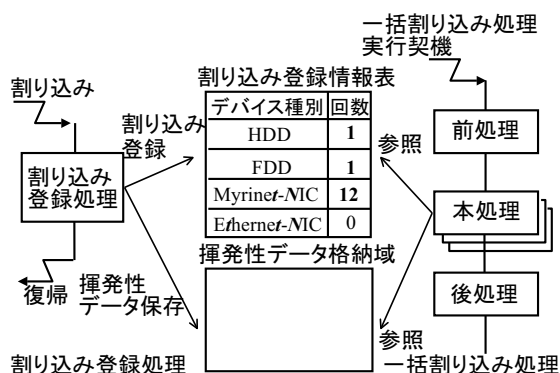 一括割り込み処理
実行契機
割り込み
割り込み登録情報表
デバイス種別 回数
HDD 1
FDD 1
Myrinet-NIC 12
Ethernet-NIC 0
割り込み
登録
参照
前処理
割り込み
登録処理
本処理
揮発性データ格納域
復帰
揮発性
データ保存
後処理
参照
割り込み登録処理
一括割り込み処理